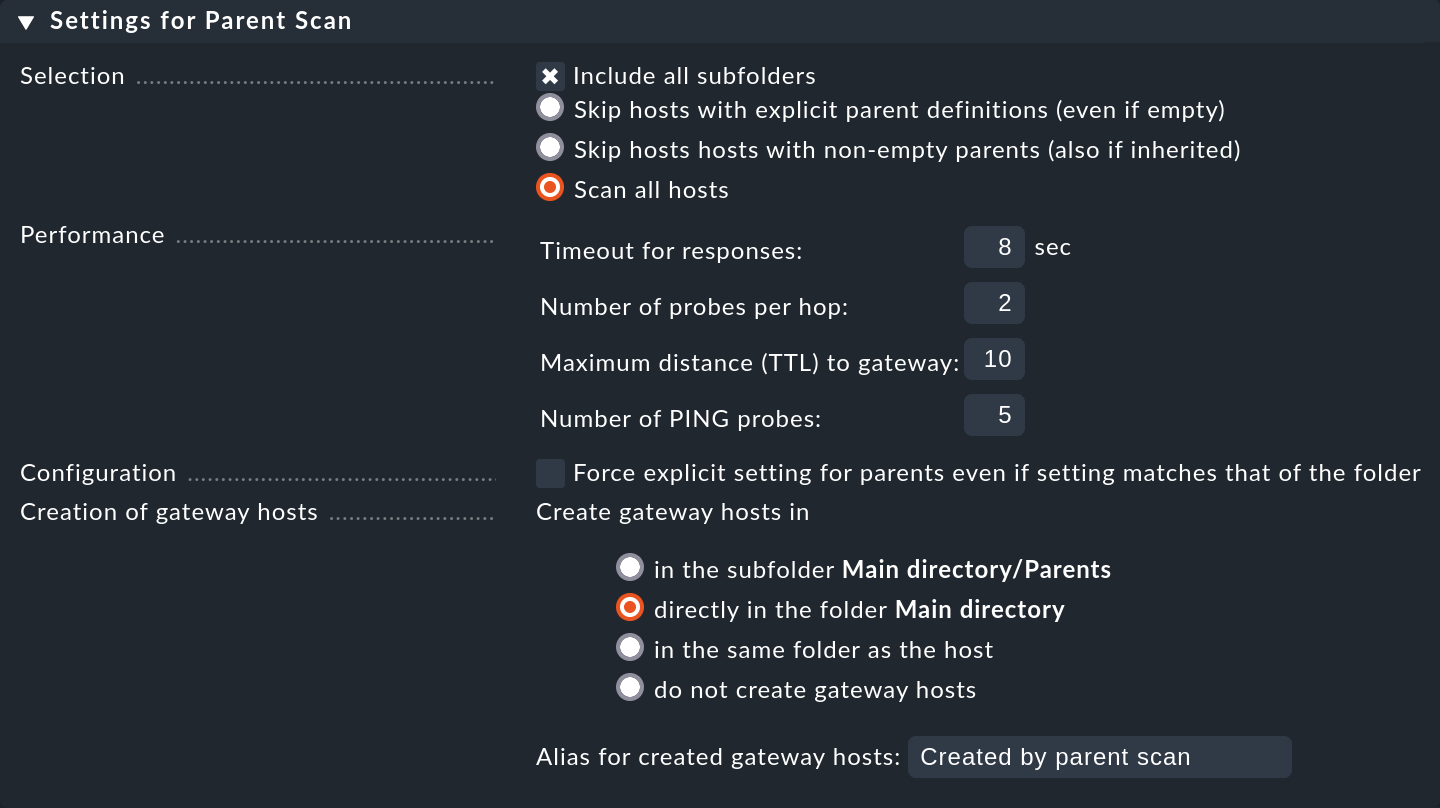 Settings for Parent Scan
Selection
Include all subfolders
Skip hosts with explicit parent definitions (even if empty)
Skip hosts hosts with non-empty parents (also if inherited)
Scan all hosts
Performance
Timeout for responses: 8 sec
Number of probes per hop: 2
Maximum distance (TTL) to gateway: 10
Number of PING probes: 5
Configuration
Force explicit setting for parents even if setting matches that of the folder
Creation of gateway hosts
Create gateway hosts in
in the subfolder Main directory/Parents
directly in the folder Main directory
in the same folder as the host
do not create gateway hosts
Alias for created gateway hosts: Created by parent scan